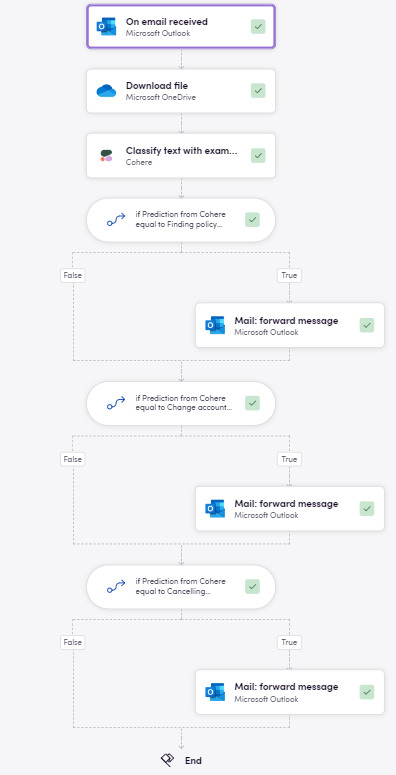 On email received
Microsoft Outlook
Download file
Microsoft OneDrive
Classify text with exam...
Cohere
if Prediction from Cohere
equal to Finding policy...
False
True
Mail: forward message
Microsoft Outlook
if Prediction from Cohere
equal to Change account...
False
True
Mail: forward message
Microsoft Outlook
if Prediction from Cohere
equal to Cancelling...
False
True
Mail: forward message
Microsoft Outlook
End